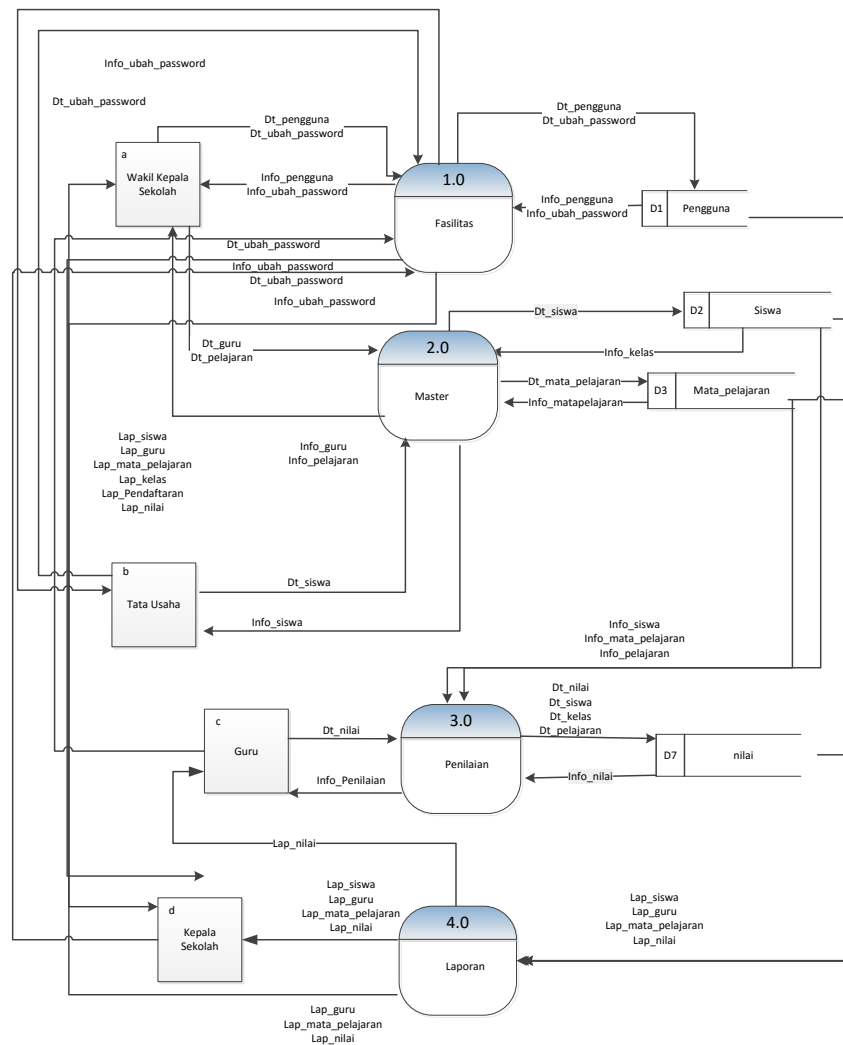 Info_ubah_password
Dt_ubah_password
Dt_pengguna
Dt_ubah_password
Dt_pengguna
Dt_ubah_password
a
Wakil Kepala
Sekolah
Info_pengguna
Info_ubah_password
1.0
Fasilitas
Info_pengguna
Info_ubah_password
D1
Pengguna
Dt_ubah_password
Info_ubah_password
Dt_ubah_password
Info_ubah_password
Dt_siswa
D2
Siswa
Dt_guru
Dt_pelajaran
2.0
Master
Info_kelas
Dt_mata_pelajaran
Info_matapelajaran
D3
Mata_pelajaran
Lap_siswa
Lap_guru
Lap_mata_pelajaran
Lap_kelas
Lap_Pendaftaran
Lap_nilai
Info_guru
Info_pelajaran
b
Tata Usaha
Dt_siswa
Info_siswa
Info_siswa
Info_mata_pelajaran
Info_pelajaran
c
Guru
Dt_nilai
Info_Penilaian
3.0
Penilaian
Dt_nilai
Dt_siswa
Dt_kelas
Dt_pelajaran
Info_nilai
D7
nilai
Lap_nilai
d
Kepala
Sekolah
Lap_siswa
Lap_guru
Lap_mata_pelajaran
Lap_nilai
4.0
Laporan
Lap_siswa
Lap_guru
Lap_mata_pelajaran
Lap_nilai
Lap_guru
Lap_mata_pelajaran
Lap_nilai